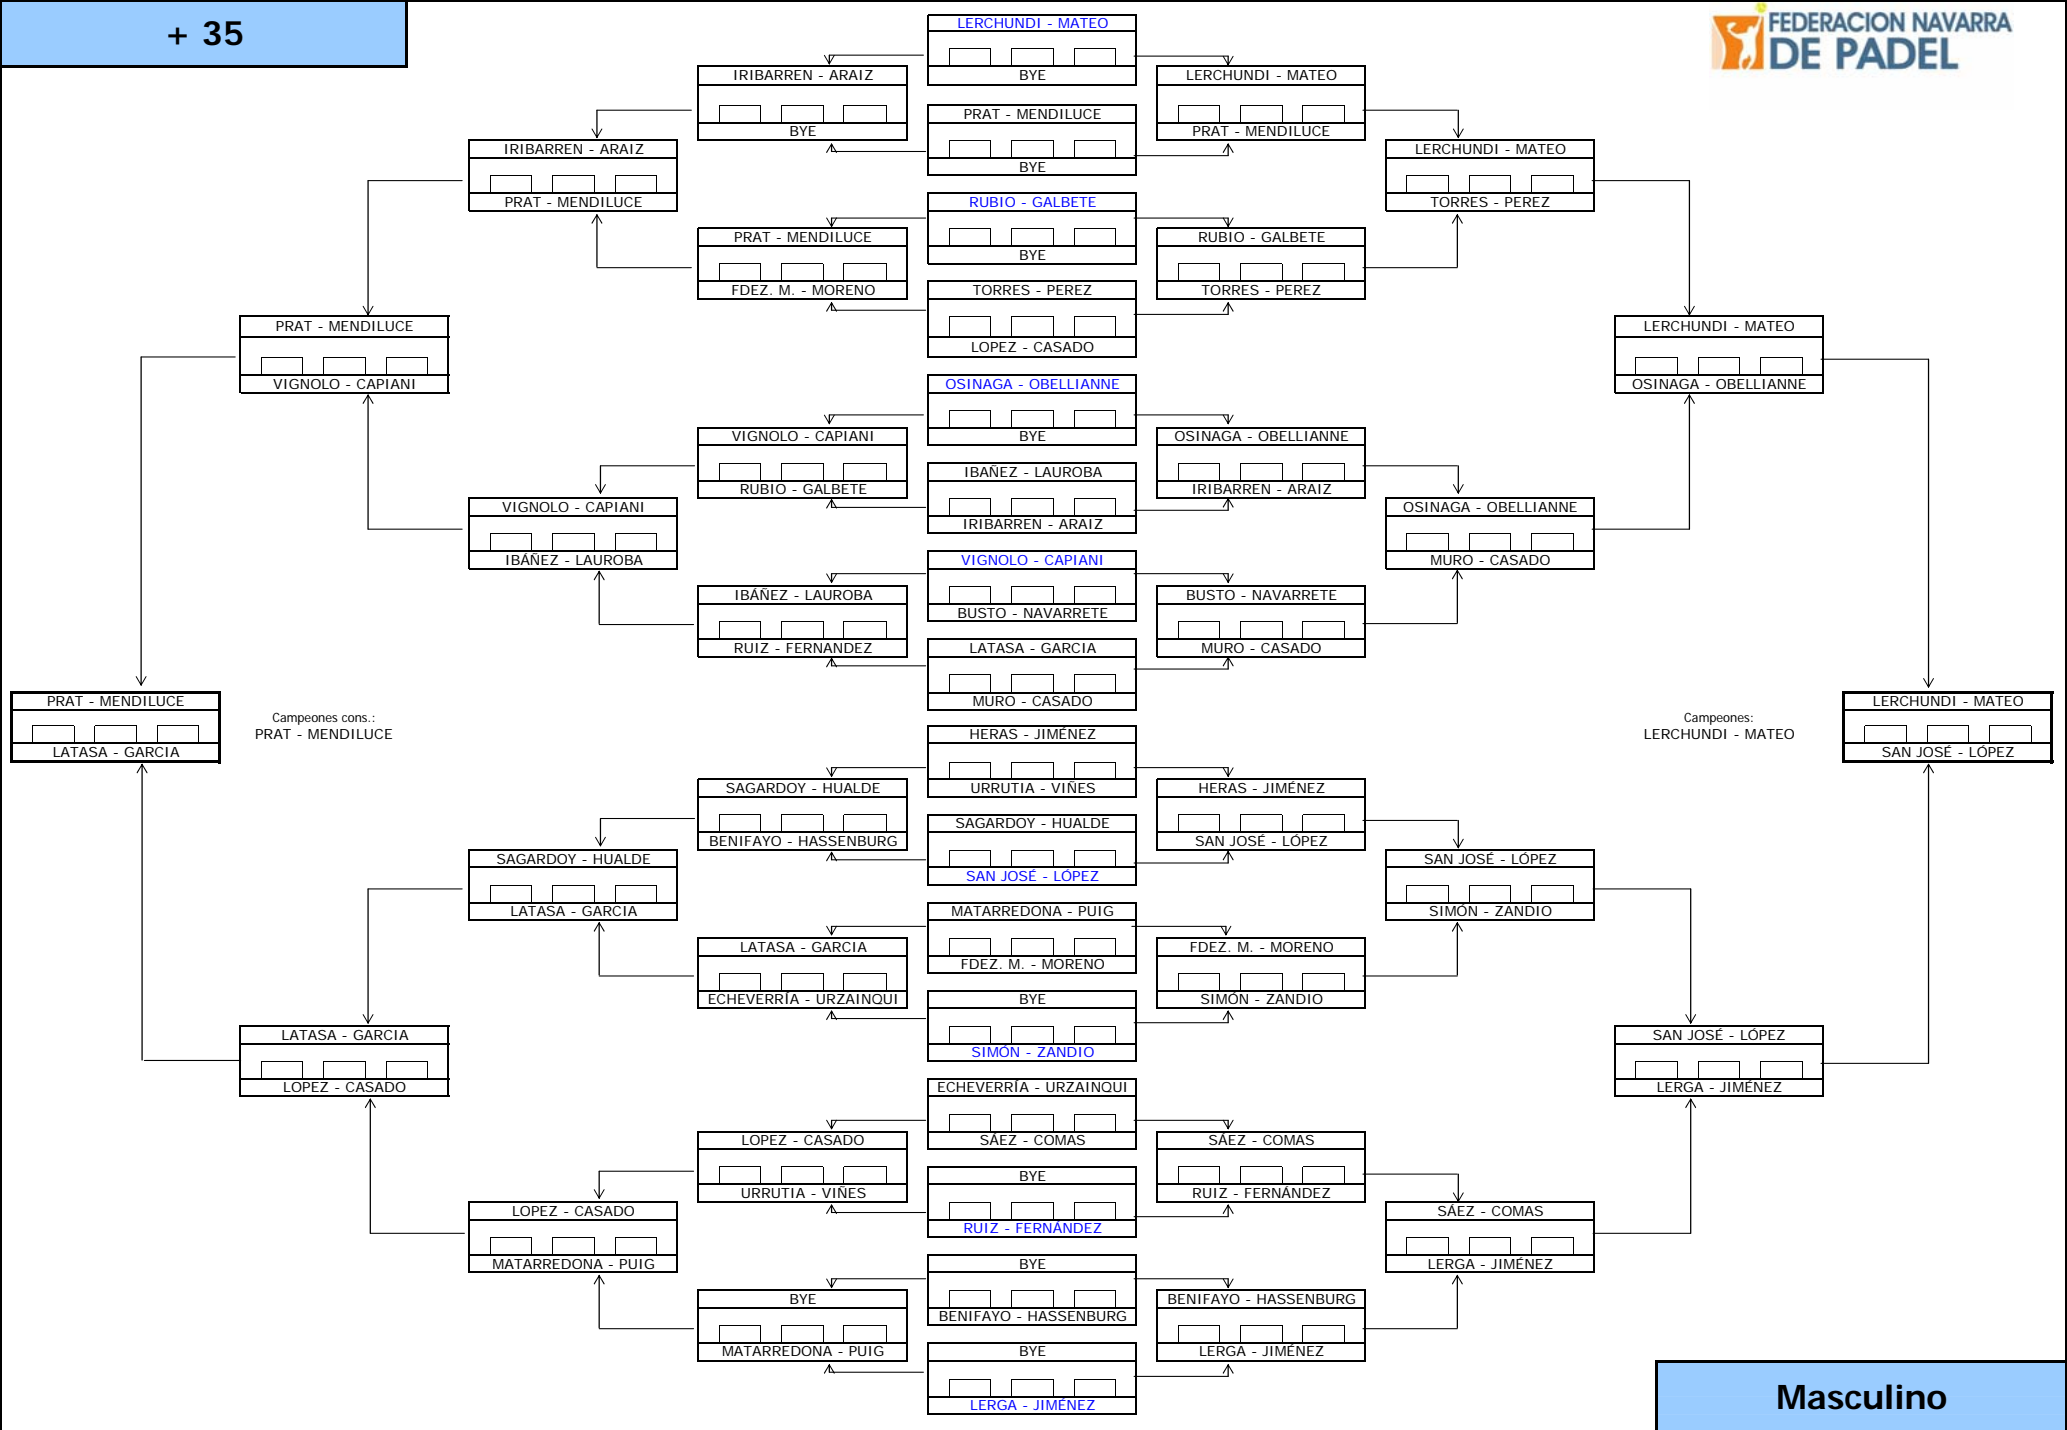 + 35
FEDERACION NAVARRA
DE PADEL
LERCHUNDI - MATEO
BYE
PRAT - MENDILUCE
BYE
RUBIO - GALBETE
BYE
TORRES - PEREZ
LOPEZ - CASADO
OSINAGA - OBELLIANNE
BYE
IBAÑEZ - LAUROBA
IRIBARREN - ARAIZ
VIGNOLO - CAPIANI
BUSTO - NAVARRETE
LATASA - GARCIA
MURO - CASADO
HERAS - JIMÉNEZ
URRUTIA - VIÑES
SAGARDOY - HUALDE
SAN JOSÉ - LÓPEZ
MATARREDONA - PUIG
FDEZ. M. - MORENO
BYE
SIMÓN - ZANDIO
ECHEVERRÍA - URZAINQUI
SÁEZ - COMAS
BYE
RUIZ - FERNÁNDEZ
BYE
BENIFAYO - HASSENBURG
BYE
LERGA - JIMÉNEZ
IRIBARREN - ARAIZ
BYE
PRAT - MENDILUCE
FDEZ. M. - MORENO
VIGNOLO - CAPIANI
RUBIO - GALBETE
IBÁÑEZ - LAUROBA
RUIZ - FERNANDEZ
SAGARDOY - HUALDE
BENIFAYO - HASSENBURG
LATASA - GARCIA
ECHEVERRÍA - URZAINQUI
LOPEZ - CASADO
URRUTIA - VIÑES
BYE
MATARREDONA - PUIG
IRIBARREN - ARAIZ
PRAT - MENDILUCE
VIGNOLO - CAPIANI
IBÁÑEZ - LAUROBA
SAGARDOY - HUALDE
LATASA - GARCIA
LOPEZ - CASADO
MATARREDONA - PUIG
PRAT - MENDILUCE
VIGNOLO - CAPIANI
LATASA - GARCIA
LOPEZ - CASADO
PRAT - MENDILUCE
LATASA - GARCIA
Campeones cons.:
PRAT - MENDILUCE
LERCHUNDI - MATEO
PRAT - MENDILUCE
RUBIO - GALBETE
TORRES - PEREZ
OSINAGA - OBELLIANNE
IRIBARREN - ARAIZ
BUSTO - NAVARRETE
MURO - CASADO
HERAS - JIMÉNEZ
SAN JOSÉ - LÓPEZ
FDEZ. M. - MORENO
SIMÓN - ZANDIO
SÁEZ - COMAS
RUIZ - FERNÁNDEZ
BENIFAYO - HASSENBURG
LERGA - JIMÉNEZ
LERCHUNDI - MATEO
TORRES - PEREZ
OSINAGA - OBELLIANNE
MURO - CASADO
SAN JOSÉ - LÓPEZ
SIMÓN - ZANDIO
SÁEZ - COMAS
LERGA - JIMÉNEZ
LERCHUNDI - MATEO
OSINAGA - OBELLIANNE
SAN JOSÉ - LÓPEZ
LERGA - JIMÉNEZ
Campeones:
LERCHUNDI - MATEO
LERCHUNDI - MATEO
SAN JOSÉ - LÓPEZ
Masculino